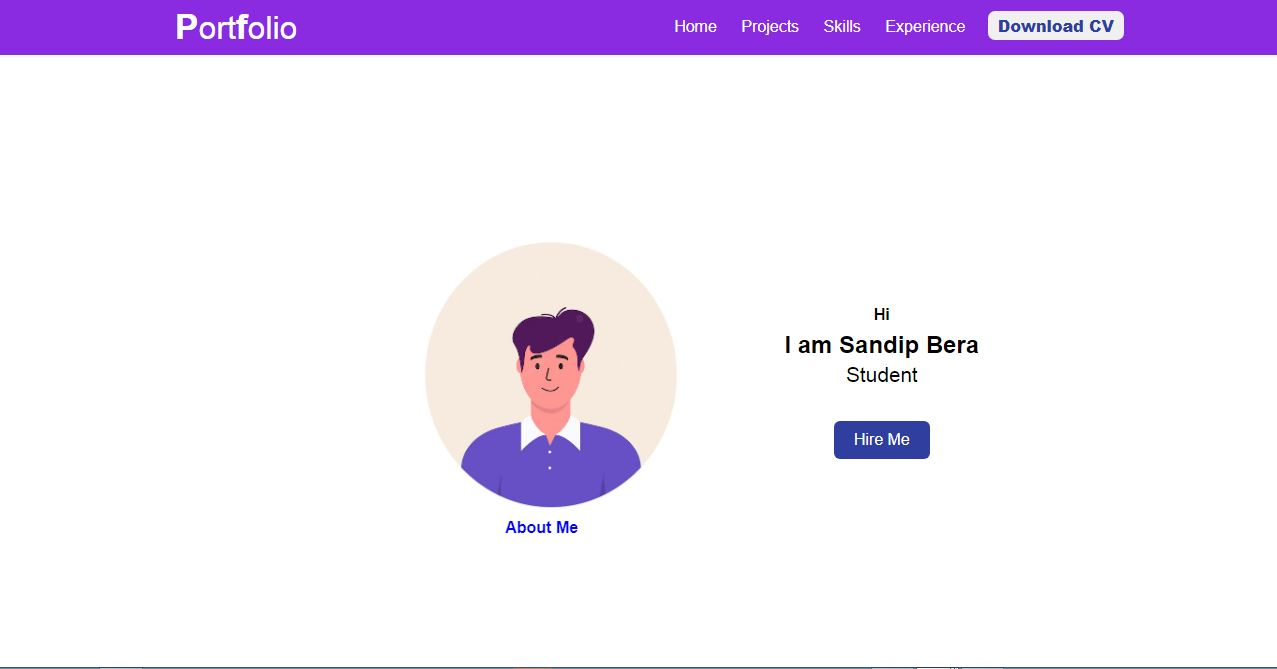 Portfolio
Home Projects Skills Experience Download CV
Hi
I am Sandip Bera
Student
Hire Me
About Me